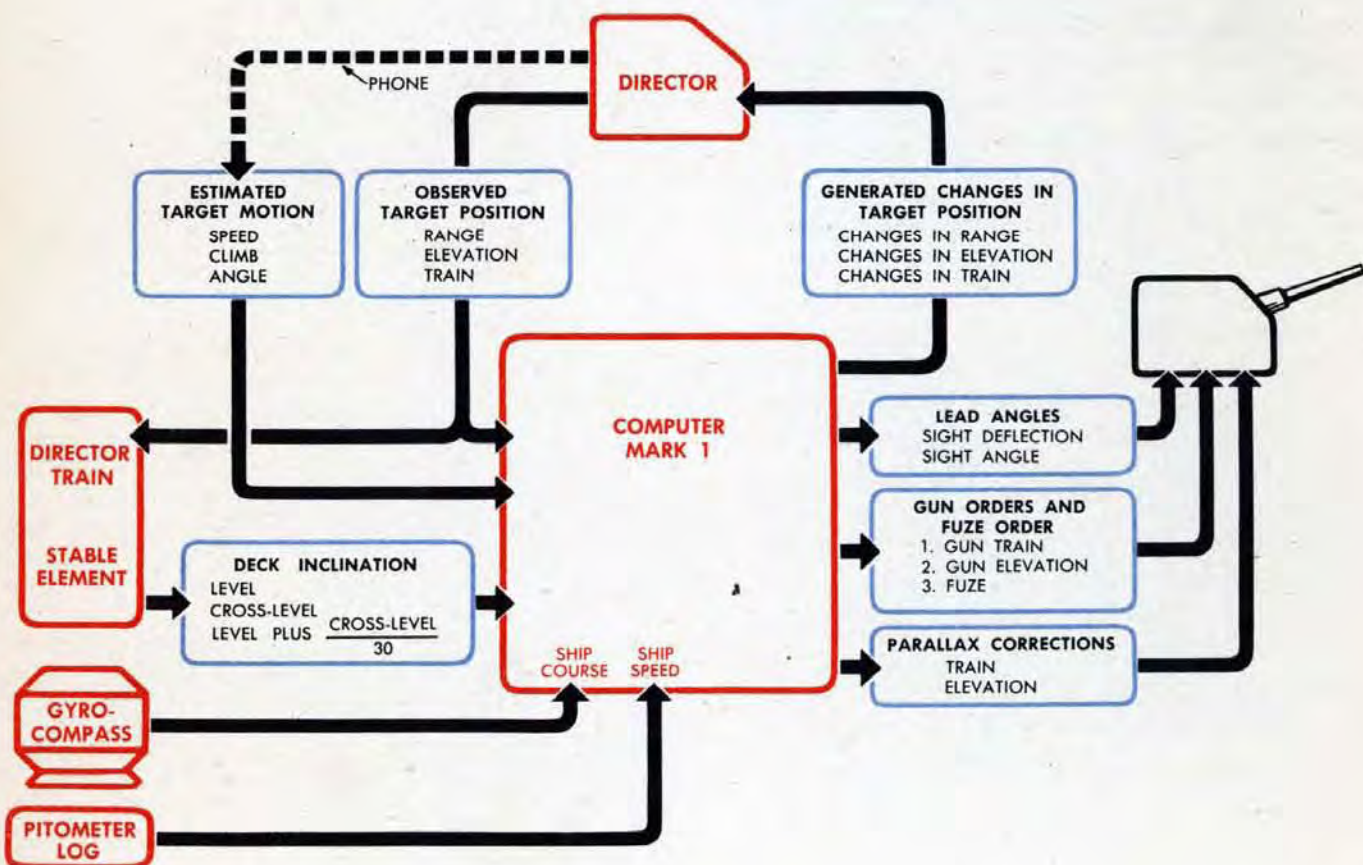 PHONE
DIRECTOR
ESTIMATED
TARGET MOTION
SPEED
CLIMB
ANGLE
OBSERVED
TARGET POSITION
RANGE
ELEVATION
TRAIN
GENERATED CHANGES IN
TARGET POSITION
CHANGES IN RANGE
CHANGES IN ELEVATION
CHANGES IN TRAIN
DIRECTOR
TRAIN
STABLE
ELEMENT
DECK INCLINATION
LEVEL
CROSS-LEVEL
LEVEL PLUS CROSS-LEVEL
30
COMPUTER
MARK 1
SHIP
COURSE
SHIP
SPEED
LEAD ANGLES
SIGHT DEFLECTION
SIGHT ANGLE
GUN ORDERS AND
FUZE ORDER
1. GUN TRAIN
2. GUN ELEVATION
3. FUZE
PARALLAX CORRECTIONS
TRAIN
ELEVATION
GYRO-
COMPASS
PITOMETER
LOG